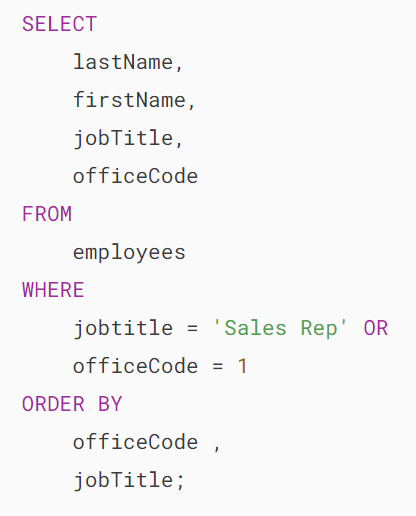 SELECT
    lastName,
    firstName,
    jobTitle,
    officeCode
FROM
    employees
WHERE
    jobtitle = 'Sales Rep' OR
    officeCode = 1
ORDER BY
    officeCode ,
    jobTitle;